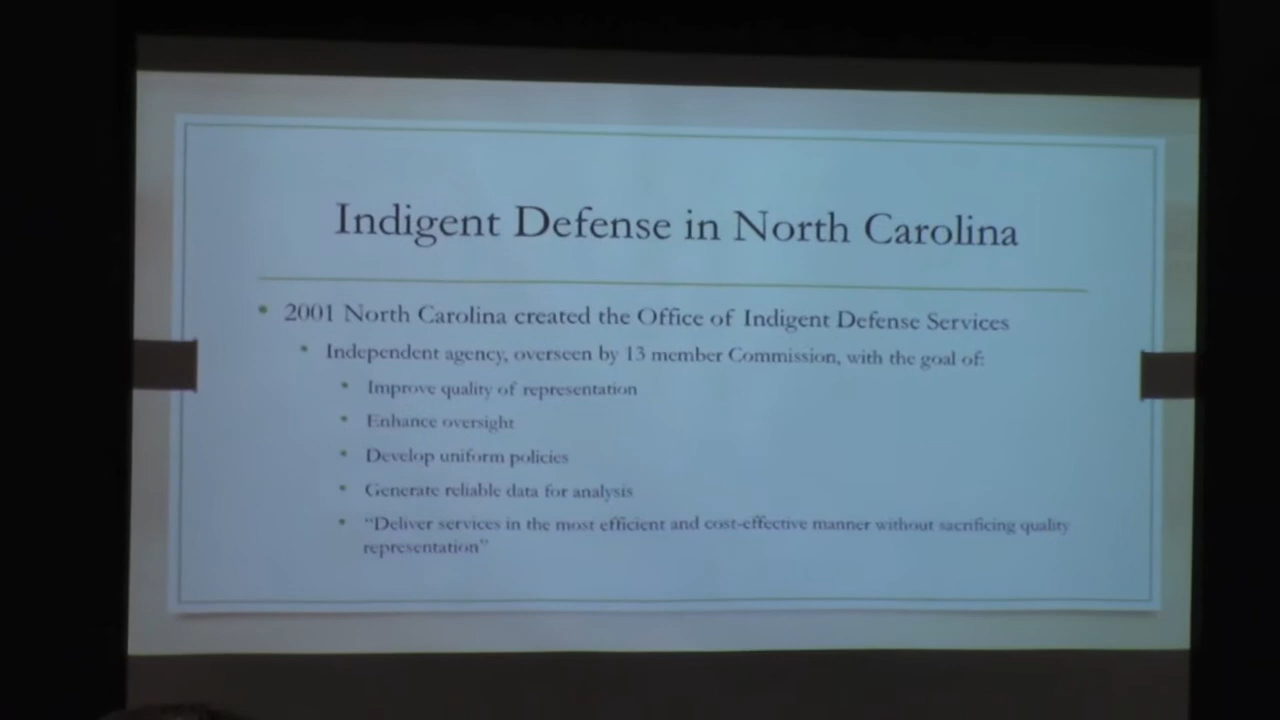 Indigent Defense in North Carolina
• 2001 North Carolina created the Office of Indigent Defense Services
• Independent agency, overseen by 13 member Commission, with the goal of:
• Improve quality of representation
• Enhance oversight
• Develop uniform policies
• Generate reliable data for analysis
• “Deliver services in the most efficient and cost-effective manner without sacrificing quality
representation”